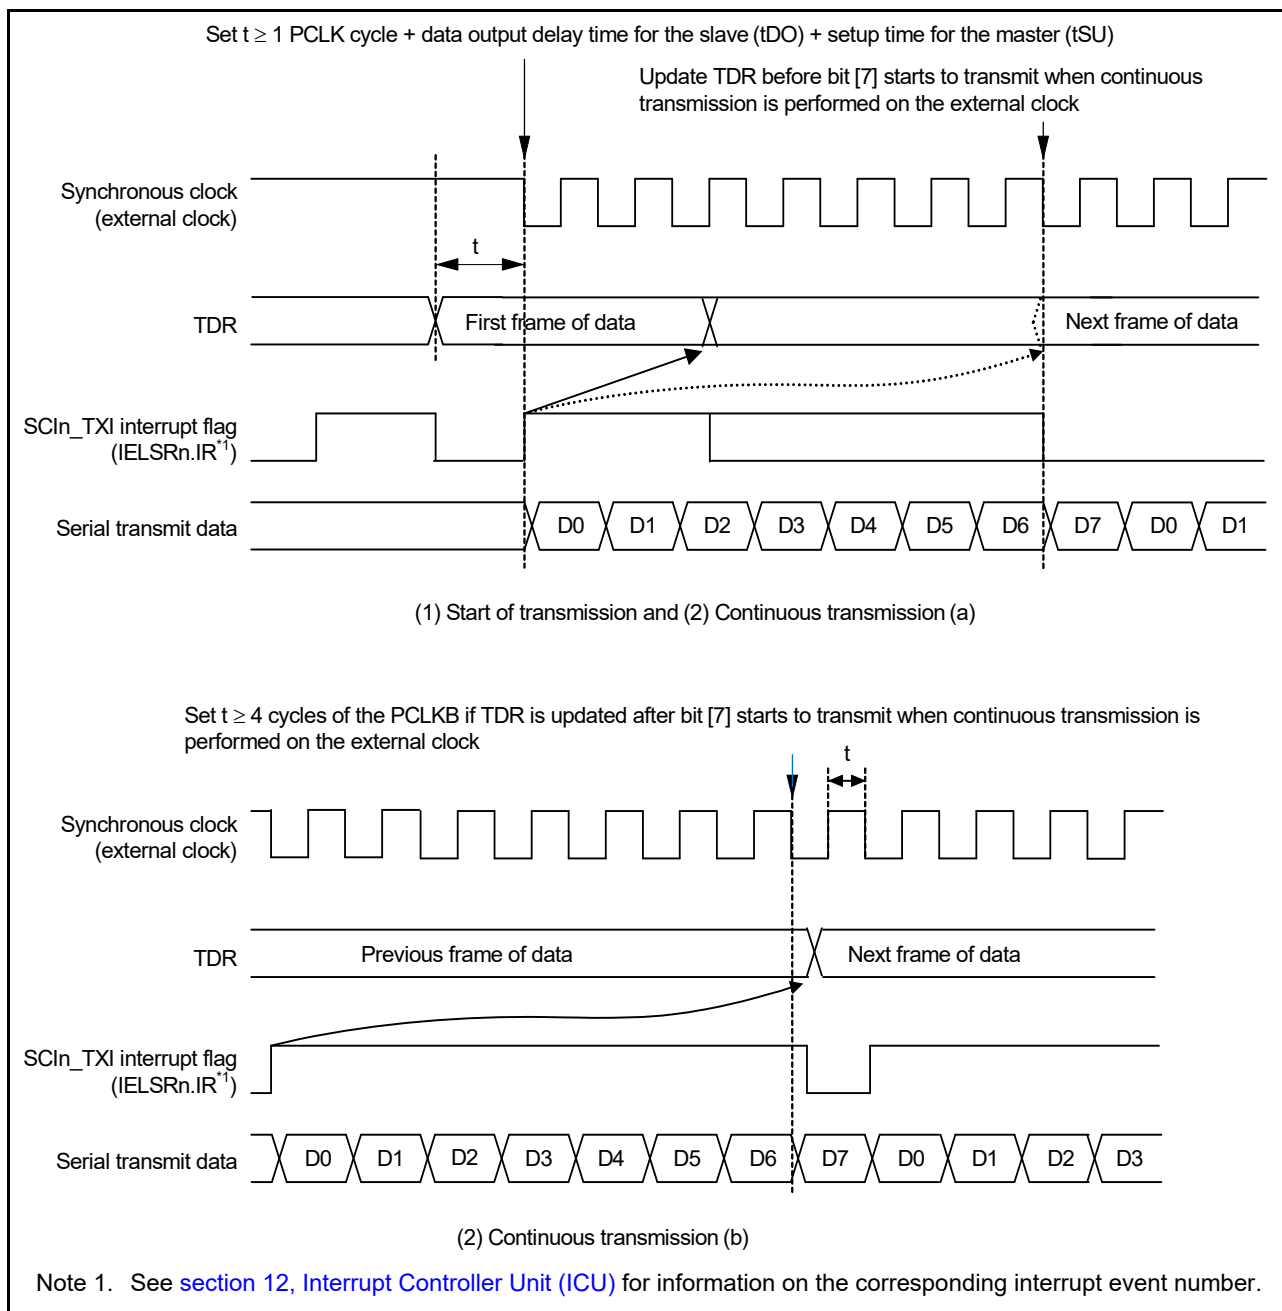 Set t ≥ 1 PCLK cycle + data output delay time for the slave (tDO) + setup time for the master (tSU)
Update TDR before bit [7] starts to transmit when continuous
transmission is performed on the external clock
Synchronous clock
(external clock)
t
TDR
First frame of data
Next frame of data
SCIn_TXI interrupt flag
(IELSRn.IR*1)
Serial transmit data
D0 D1 D2 D3 D4 D5 D6 D7 D0 D1
(1) Start of transmission and (2) Continuous transmission (a)
Set t ≥ 4 cycles of the PCLKB if TDR is updated after bit [7] starts to transmit when continuous transmission is
performed on the external clock
t
Synchronous clock
(external clock)
TDR
Previous frame of data
Next frame of data
SCIn_TXI interrupt flag
(IELSRn.IR*1)
Serial transmit data
D0 D1 D2 D3 D4 D5 D6 D7 D0 D1 D2 D3
(2) Continuous transmission (b)
Note 1. See section 12, Interrupt Controller Unit (ICU) for information on the corresponding interrupt event number.